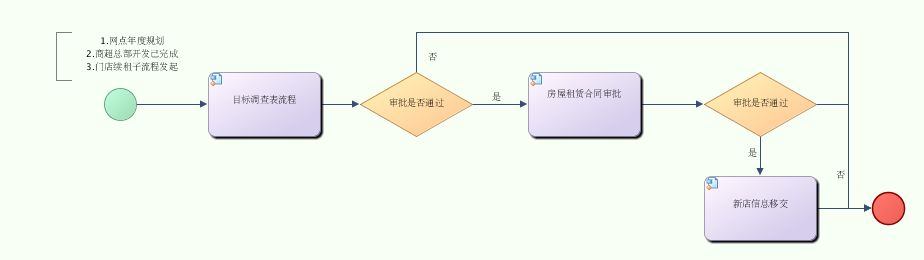 1.网点年度规划
2.商超总部开发已完成
3.门店续租子流程发起
否
目标调查表流程
审批是否通过
是
房屋租赁合同审批
审批是否通过
是
否
新店信息移交